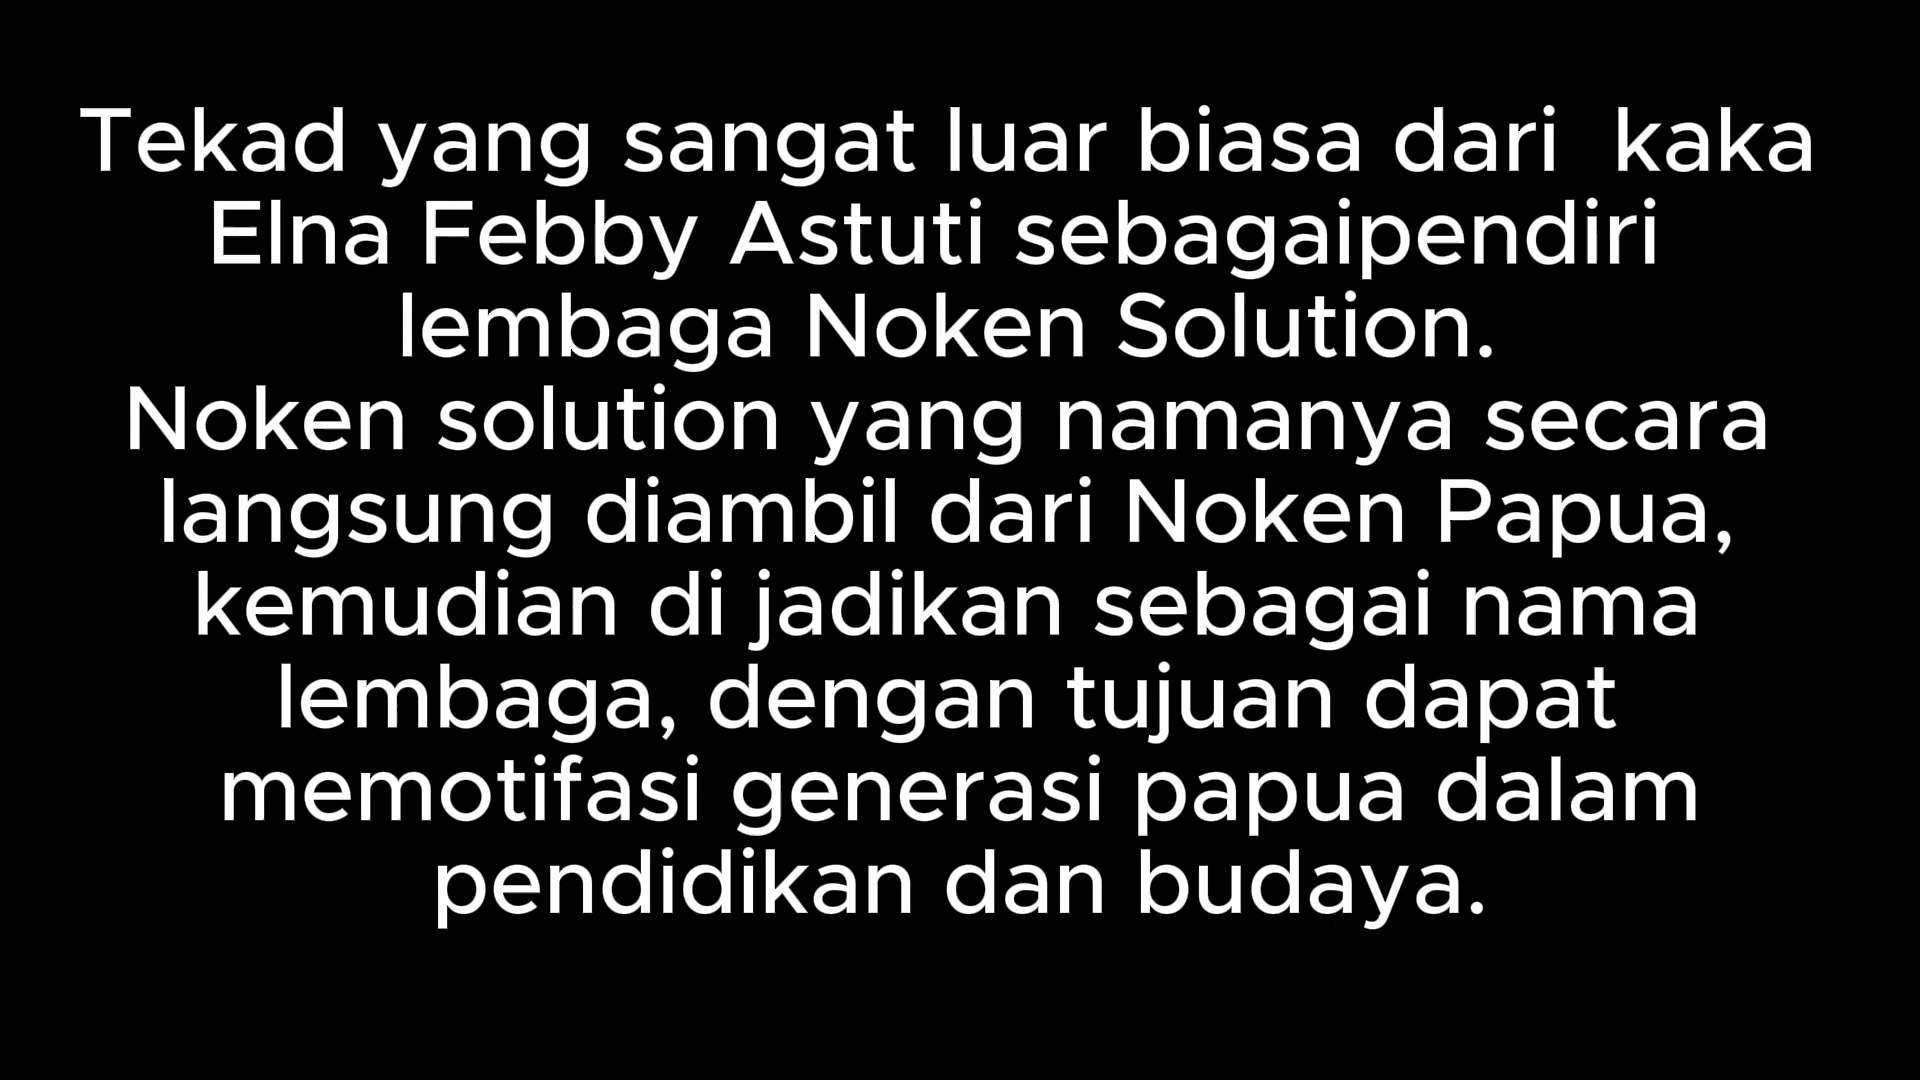 Tekad yang sangat luar biasa dari  kaka
Elna Febby Astuti sebagaipendiri
lembaga Noken Solution.
Noken solution yang namanya secara
langsung diambil dari Noken Papua,
kemudian di jadikan sebagai nama
lembaga, dengan tujuan dapat
memotifasi generasi papua dalam
pendidikan dan budaya.